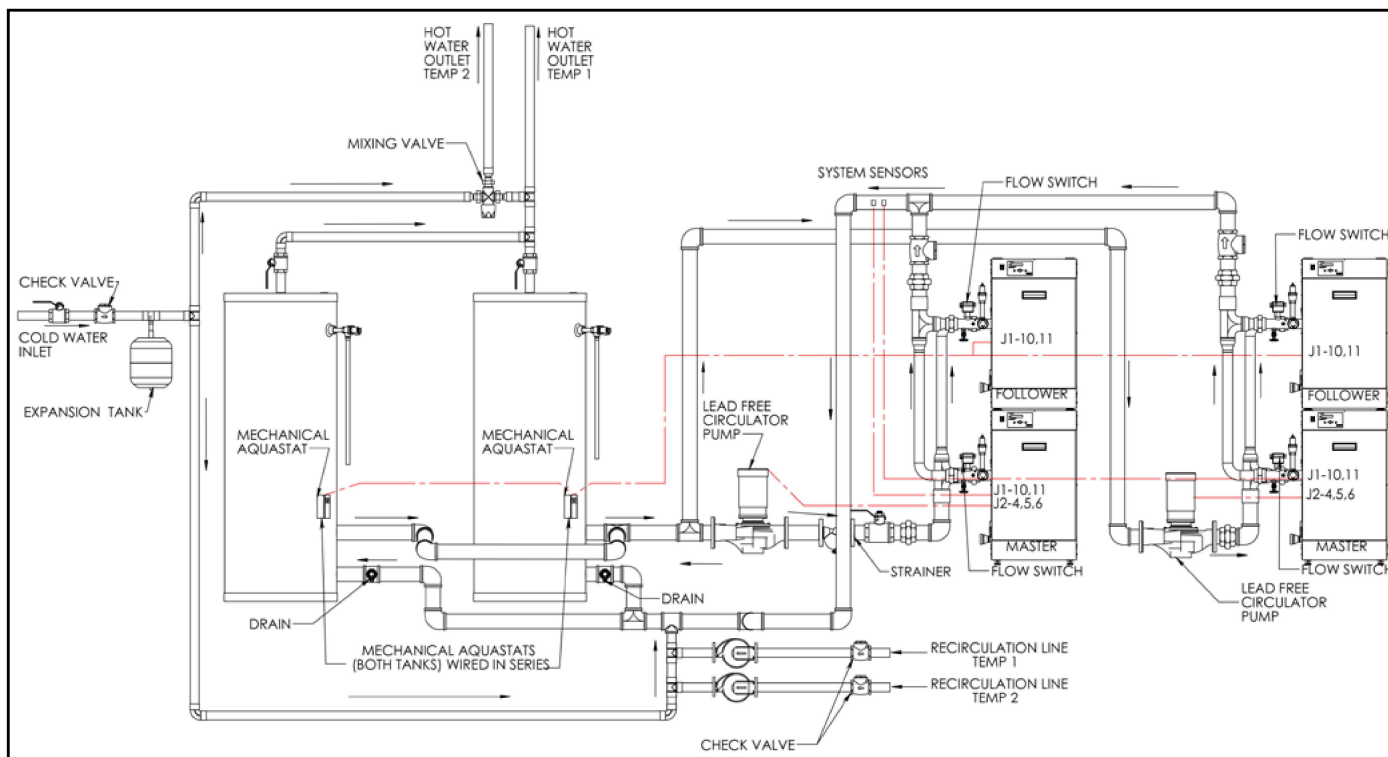 HOT
WATER
OUTLET
TEMP 2
HOT
WATER
OUTLET
TEMP 1
MIXING VALVE
SYSTEM SENSORS
FLOW SWITCH
FLOW SWITCH
CHECK VALVE
COLD WATER
INLET
EXPANSION TANK
J1-10,11
FOLLOWER
J1-10,11
FOLLOWER
MECHANICAL
AQUASTAT
MECHANICAL
AQUASTAT
LEAD FREE
CIRCULATOR
PUMP
J1-10,11
J2-4,5,6
MASTER
J1-10,11
J2-4,5,6
MASTER
STRAINER
FLOW SWITCH
FLOW SWITCH
LEAD FREE
CIRCULATOR
PUMP
DRAIN
DRAIN
MECHANICAL AQUASTATS
(BOTH TANKS) WIRED IN SERIES
RECIRCULATION LINE
TEMP 1
RECIRCULATION LINE
TEMP 2
CHECK VALVE